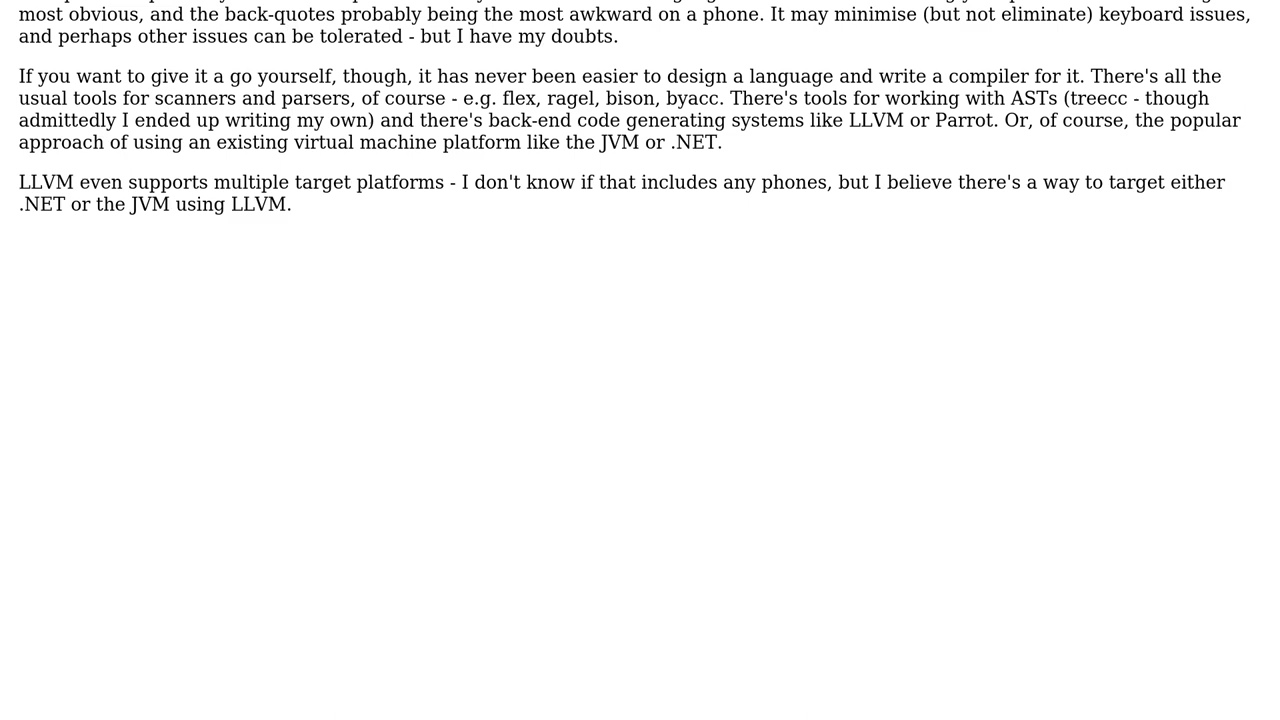 most obvious, and the back-quotes probably being the most awkward on a phone. It may minimise (but not eliminate) keyboard issues,
and perhaps other issues can be tolerated - but I have my doubts.
If you want to give it a go yourself, though, it has never been easier to design a language and write a compiler for it. There's all the
usual tools for scanners and parsers, of course - e.g. flex, ragel, bison, byacc. There's tools for working with ASTs (treecc - though
admittedly I ended up writing my own) and there's back-end code generating systems like LLVM or Parrot. Or, of course, the popular
approach of using an existing virtual machine platform like the JVM or .NET.
LLVM even supports multiple target platforms - I don't know if that includes any phones, but I believe there's a way to target either
.NET or the JVM using LLVM.